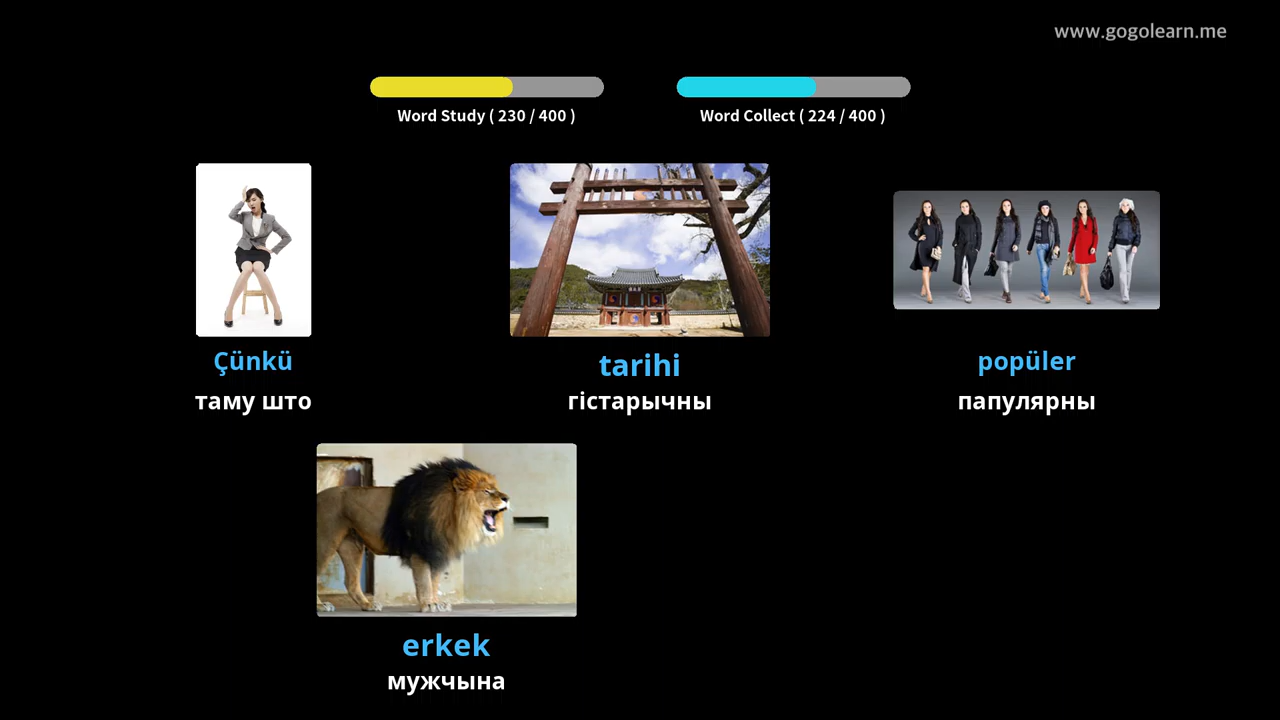 www.gogolearn.me
Word Study ( 230 / 400 )
Word Collect ( 224 / 400 )
Çünkü
таму што
tarihi
гістарычны
popüler
папулярны
erkek
мужчына